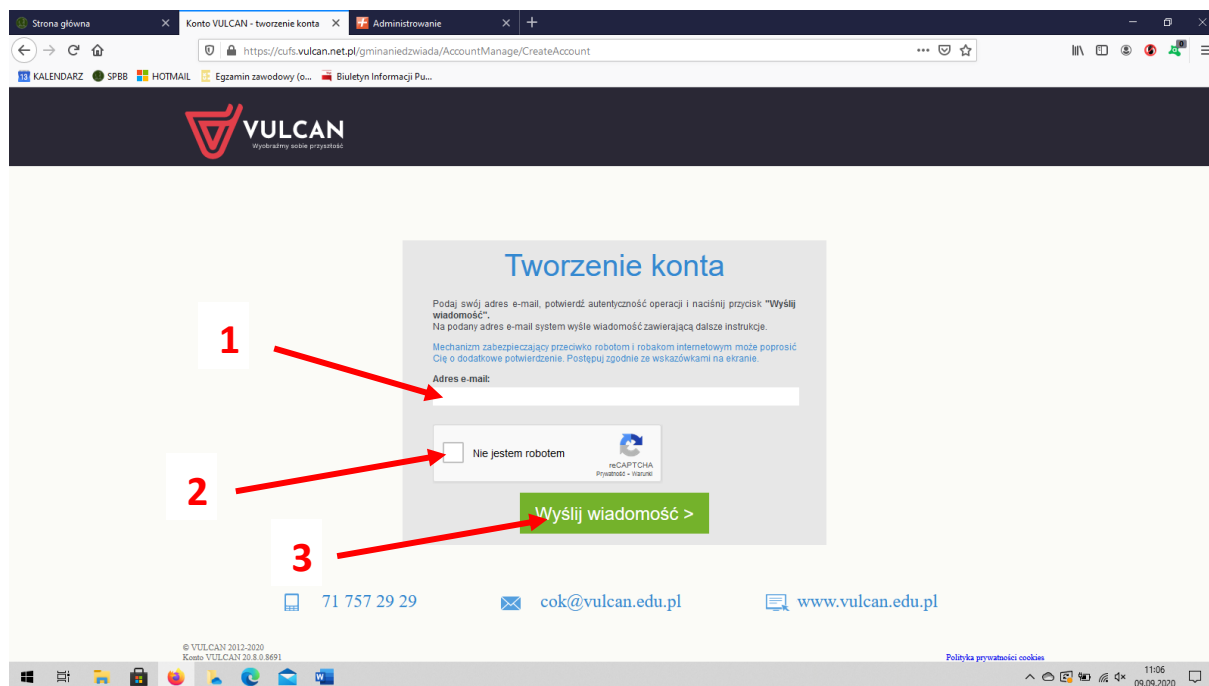 Strona główna
Konto VULCAN - tworzenie konta
Administrowanie
https://cufs.vulcan.net.pl/gminaniedzwiada/AccountManage/CreateAccount
0
13 KALENDARZ
SPBB
HOTMAIL
Egzamin zawodowy (o...
Biuletyn Informacji Pu...
VULCAN
Wyobraźmy sobie przyszłość
Tworzenie konta
Podaj swój adres e-mail, potwierdź autentyczność operacji i naciśnij przycisk "Wyślij
wiadomość".
Na podany adres e-mail system wyśle wiadomość zawierającą dalsze instrukcje.
Mechanizm zabezpieczający przeciwko robotom i robakom internetowym może poprosić
Cię o dodatkowe potwierdzenie. Postępuj zgodnie ze wskazówkami na ekranie.
1
Adres e-mail:
Nie jestem robotem
reCAPTCHA
Prywatność - Warunki
2
Wyślij wiadomość >
3
71 757 29 29
cok@vulcan.edu.pl
www.vulcan.edu.pl
© VULCAN 2012-2020
Konto VULCAN 20.8.0.8691
Polityka prywatności cookies
11:06
09.09.2020